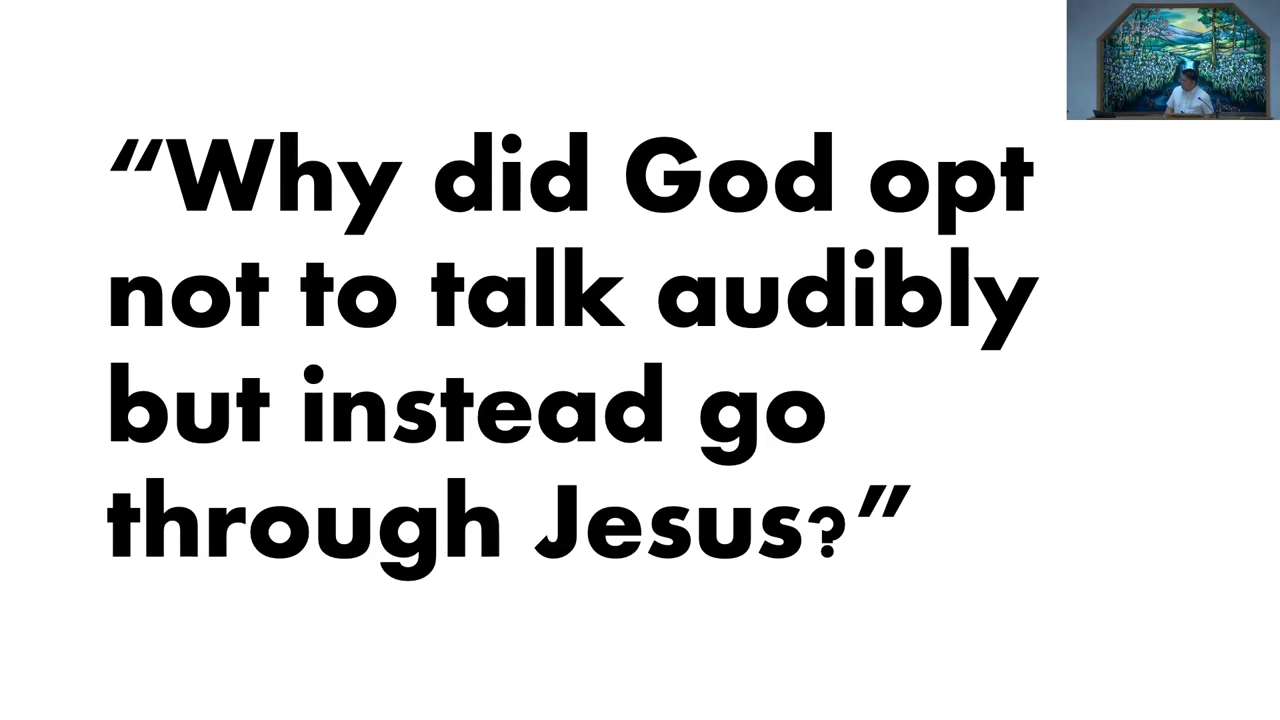 “Why did God opt
not to talk audibly
but instead go
through Jesus?”